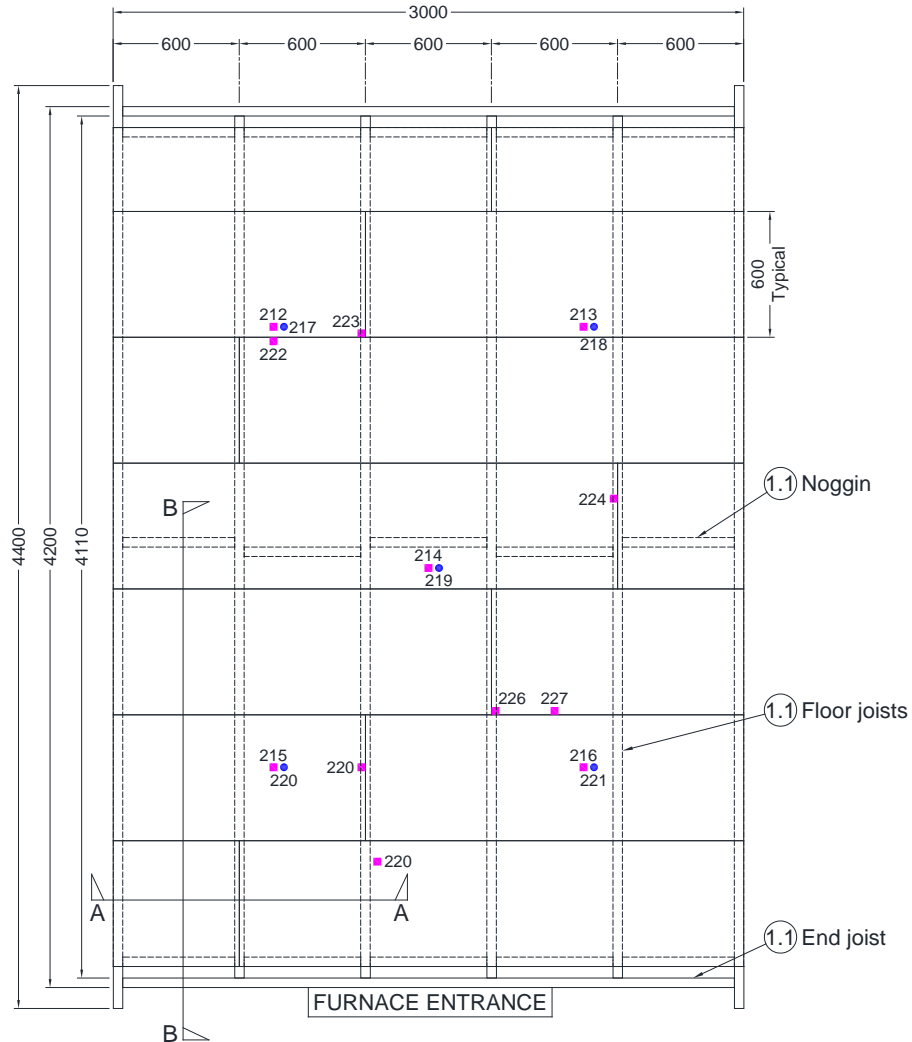 3000
600 600 600 600 600
600
Typical
212 217 223 213
222 218
B
224
1.1 Noggin
4400 4200 4110
214
219
226 227
1.1 Floor joists
215 220 216
220 221
220
A A
1.1 End joist
FURNACE ENTRANCE
B